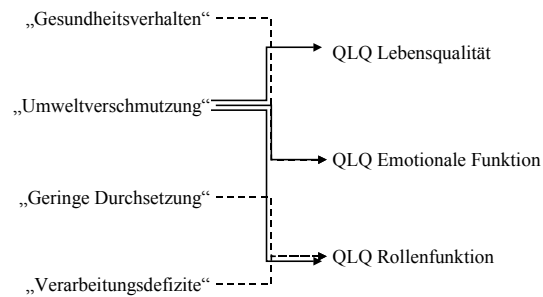 „Gesundheitsverhalten“
QLQ Lebensqualität
„Umweltverschmutzung“
QLQ Emotionale Funktion
„Geringe Durchsetzung“
QLQ Rollenfunktion
„Verarbeitungsdefizite“